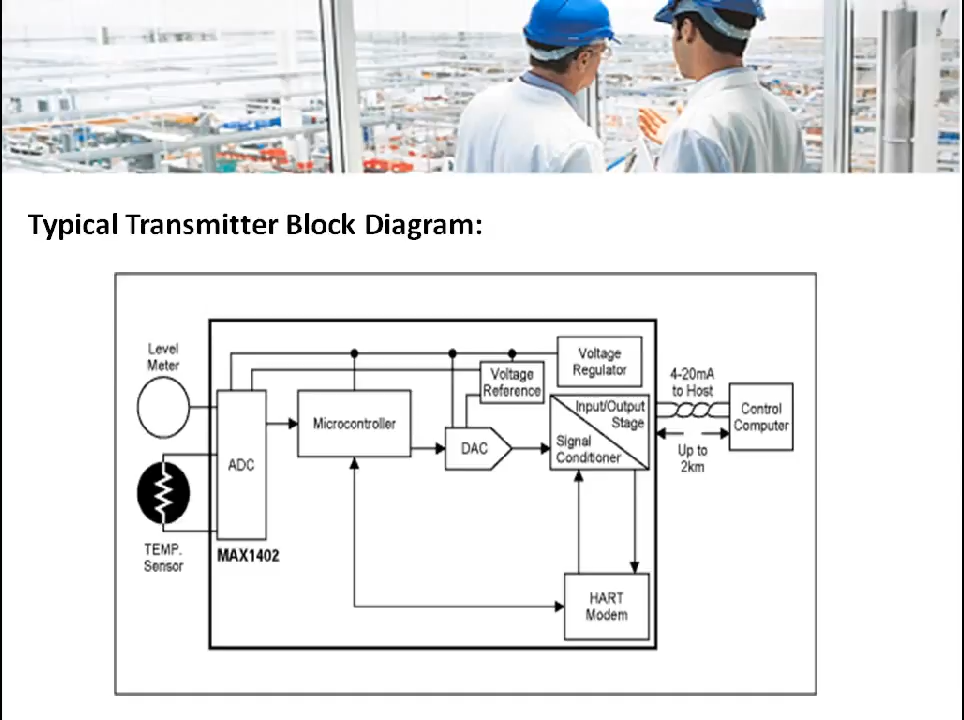 Typical Transmitter Block Diagram:
Level
Meter
TEMP.
Sensor
ADC
MAX1402
Microcontroller
Voltage
Reference
DAC
Voltage
Regulator
Input/Output
Stage
Signal
Conditioner
HART
Modem
4-20mA
to Host
Up to
2km
Control
Computer